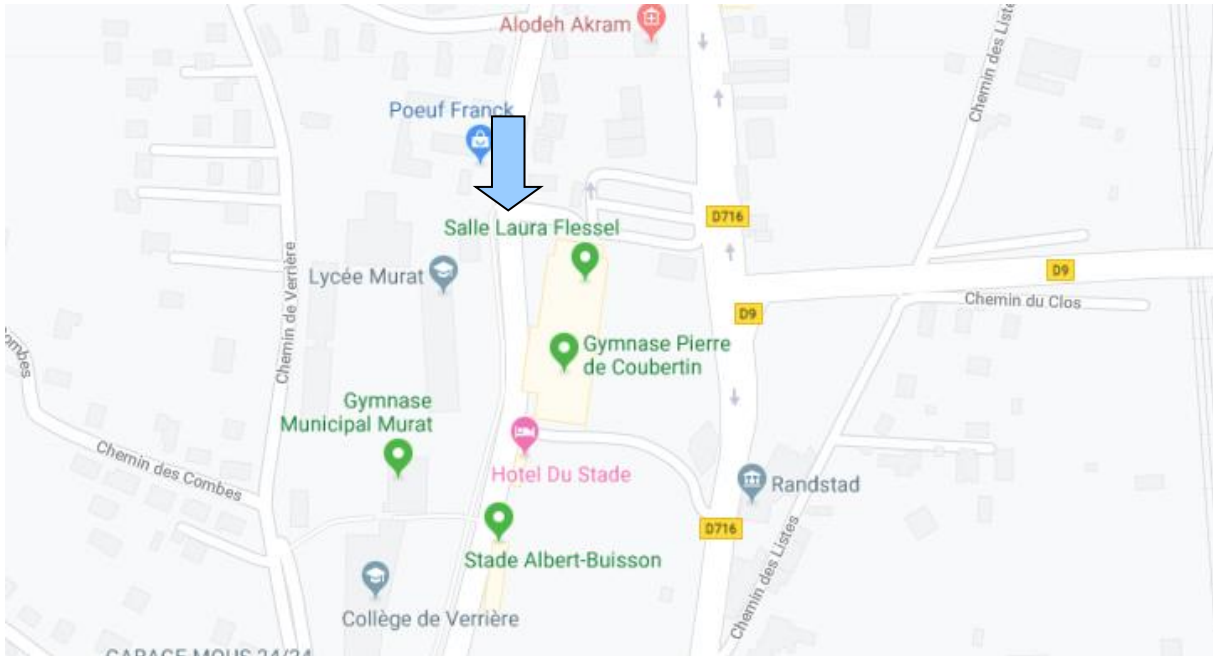 Alodeh Akram
Chemin des Liste
Poeuf Franck
D716
Salle Laura Flessel
Lycée Murat
Chemin de Verrière
D9
Chemin du Clos
D9
Gymnase Pierre
de Coubertin
Gymnase
Municipal Murat
Chemin des Combes
Hotel Du Stade
Randstad
D716
Stade Albert-Buisson
Chemin des Listes
Collège de Verrière